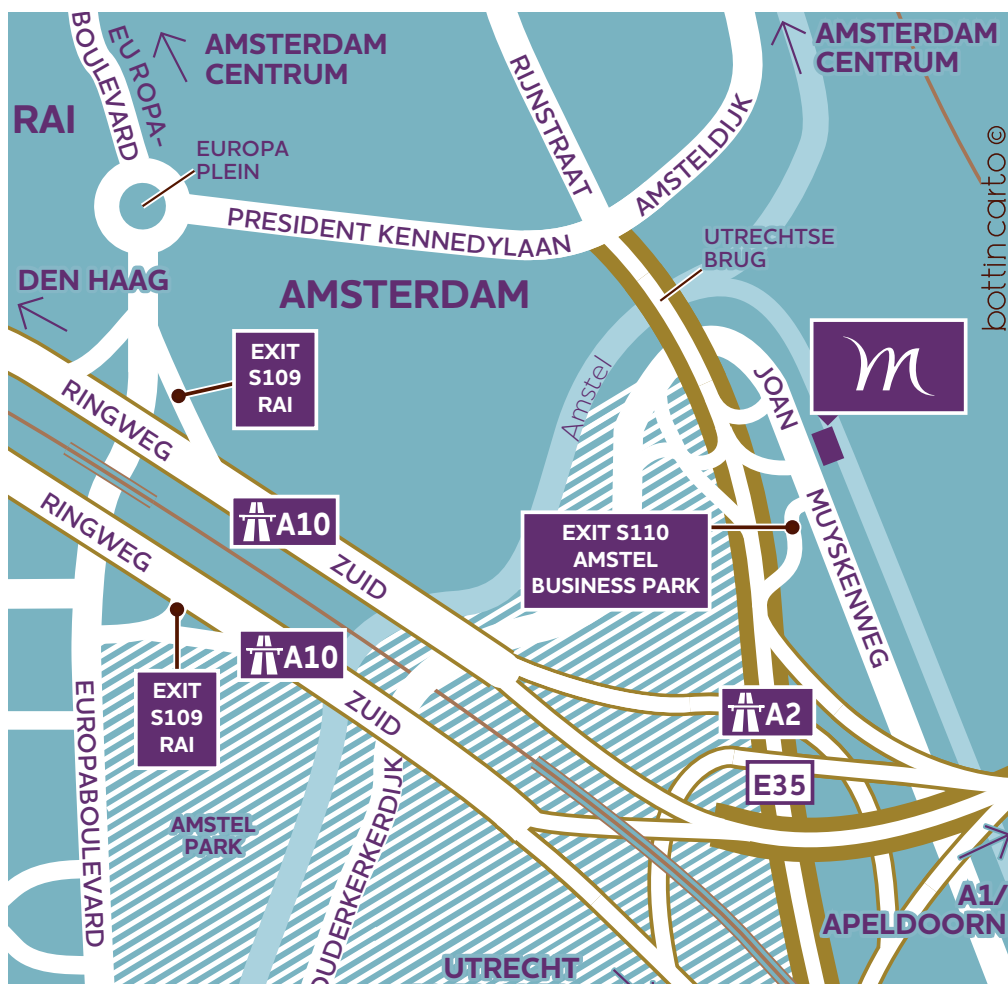 BOULEVARD
EUROPA-
AMSTERDAM
CENTRUM
RIJNSTRAAT
AMSTERDAM
CENTRUM
RAI
EUROPA
PLEIN
AMSTELDIJK
bottin carto ©
PRESIDENT KENNEDYLAAN
UTRECHTSE
BRUG
DEN HAAG
AMSTERDAM
EXIT
S109
RAI
m
JOAN
MUYSKENWEG
Amstel
RINGWEG
RINGWEG
A10
ZUID
EXIT S110
AMSTEL
BUSINESS PARK
A10
ZUID
EXIT
S109
RAI
EUROPABOULEVARD
A2
E35
AMSTEL
PARK
OUDERKERKERDIJK
A1/
APELDOORN
UTRECHT